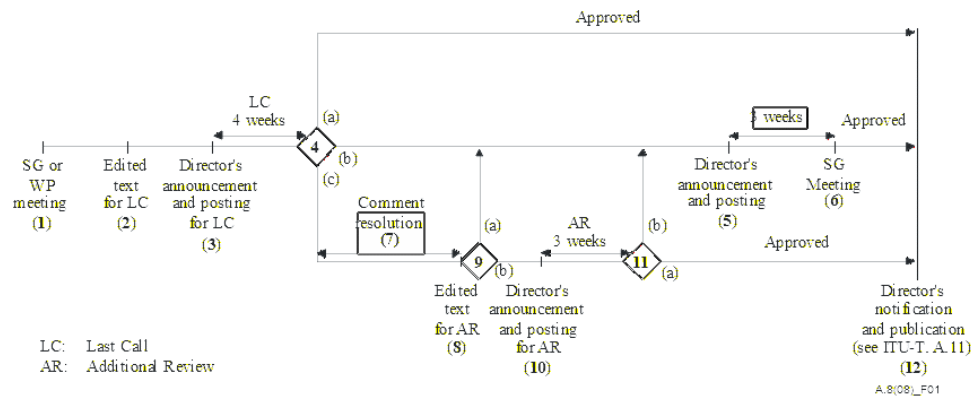 Approved
LC
4 weeks
(a)
4
(b)
(c)
weeks
Approved
SG or
WP
meeting
(1)
Edited
text
for LC
(2)
Director's
announcement
and posting
for LC
(3)
Director's
announcement
and posting
(5)
SG
Meeting
(6)
Comment
resolution
(7)
(a)
9
(b)
AR
3 weeks
(b)
11
(a)
Approved
Edited
text
for AR
(8)
Director's
announcement
and posting
for AR
(10)
Director's
notification
and publication
(see ITU-T. A.11)
(12)
LC: Last Call
AR: Additional Review
A.8(08)_F01